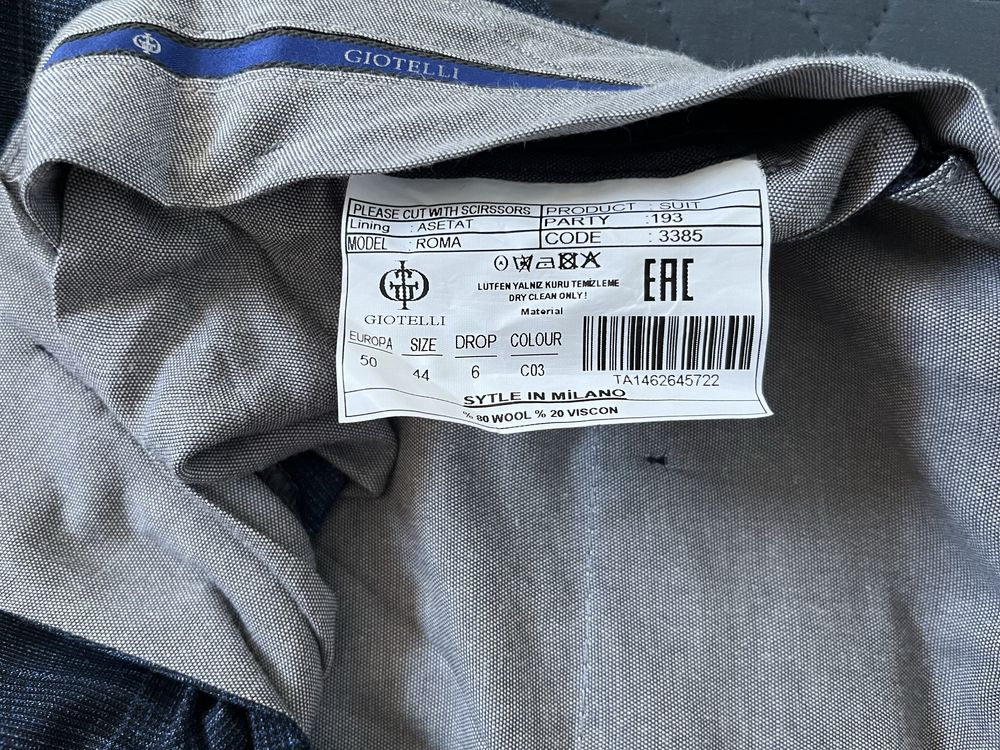 GIOTELLI
PLEASE CUT WITH SCIRSSORS PRODUCT : SUIT
Lining : ASETAT PARTY : 193
MODEL : ROMA CODE : 3385
LUTFEN YALNIZ KURU TEMIZLEME
DRY CLEAN ONLY!
Material
EAC
GIOTELLI
EUROPA SIZE DROP COLOUR
50 44 6 C03
TA1462645722
SYTLE IN MİLANO
% 80 WOOL % 20 VISCON